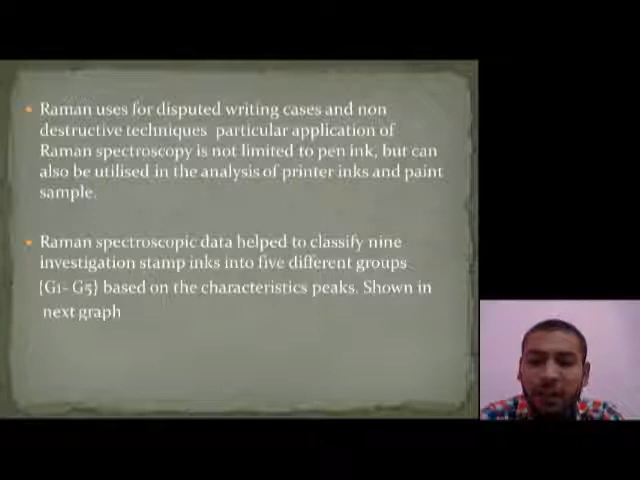 Raman uses for disputed writing cases and non
destructive techniques particular application of
Raman spectroscopy is not limited to pen ink, but can
also be utilised in the analysis of printer inks and paint
sample.
Raman spectroscopic data helped to classify nine
investigation stamp inks into five different groups
{G1- G5} based on the characteristics peaks. Shown in
next graph